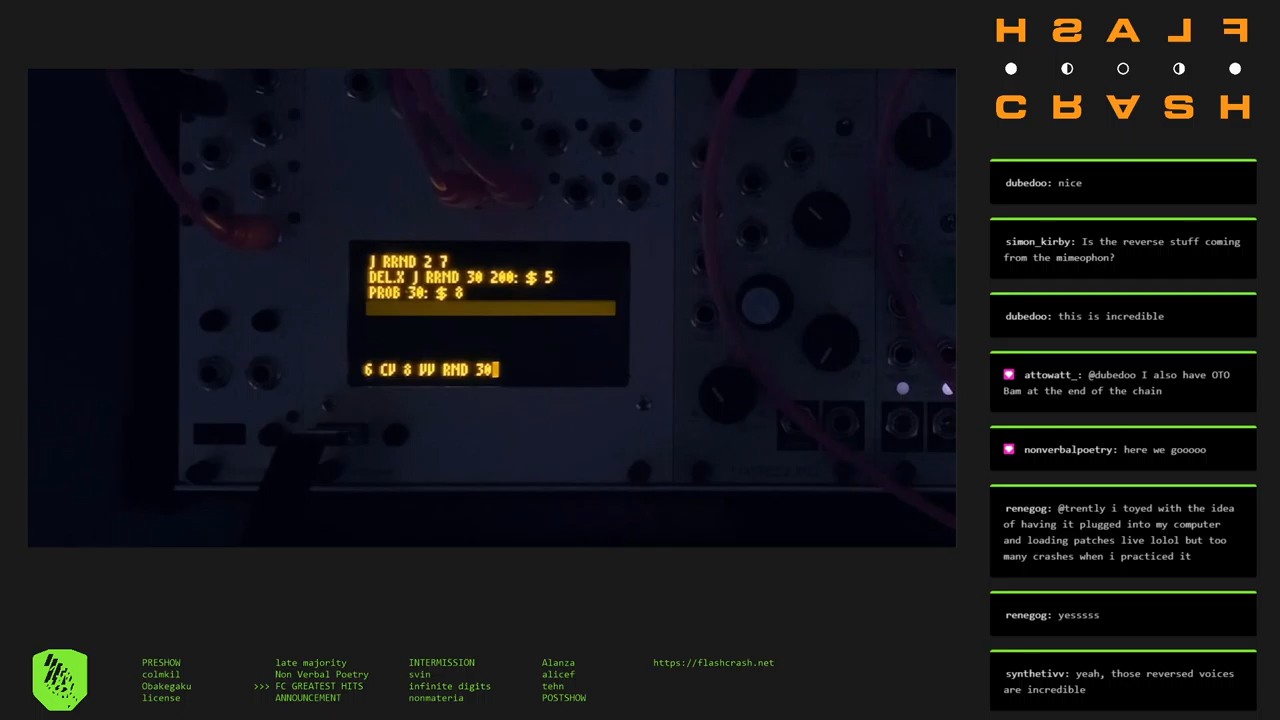 H S A L F
C R A S H
J RRND 2 7
DEL.X J RRND 30 200: $ 5
PROB 30: $ 8
6 CV 8 VV RND 30
dubedoo: nice
simon_kirby: Is the reverse stuff coming
from the mimeophon?
dubedoo: this is incredible
attowatt_: @dubedoo I also have OTO
Bam at the end of the chain
nonverbalpoetry: here we gooooo
renegog: @trently i toyed with the idea
of having it plugged into my computer
and loading patches live lolol but too
many crashes when i practiced it
renegog: yesssss
synthetivv: yeah, those reversed voices
are incredible
PRESHOW
colmkil
Obakegaku
license
late majority
Non Verbal Poetry
>>> FC GREATEST HITS
ANNOUNCEMENT
INTERMISSION
svin
infinite digits
nonmateria
Alanza
alicef
tehn
POSTSHOW
https://flashcrash.net